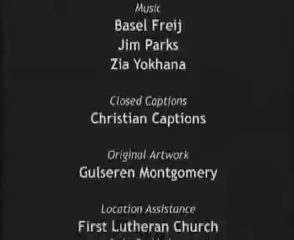 Music
Basel Freij
Jim Parks
Zia Yokhana
Closed Captions
Christian Captions
Original Artwork
Gulseren Montgomery
Location Assistance
First Lutheran Church